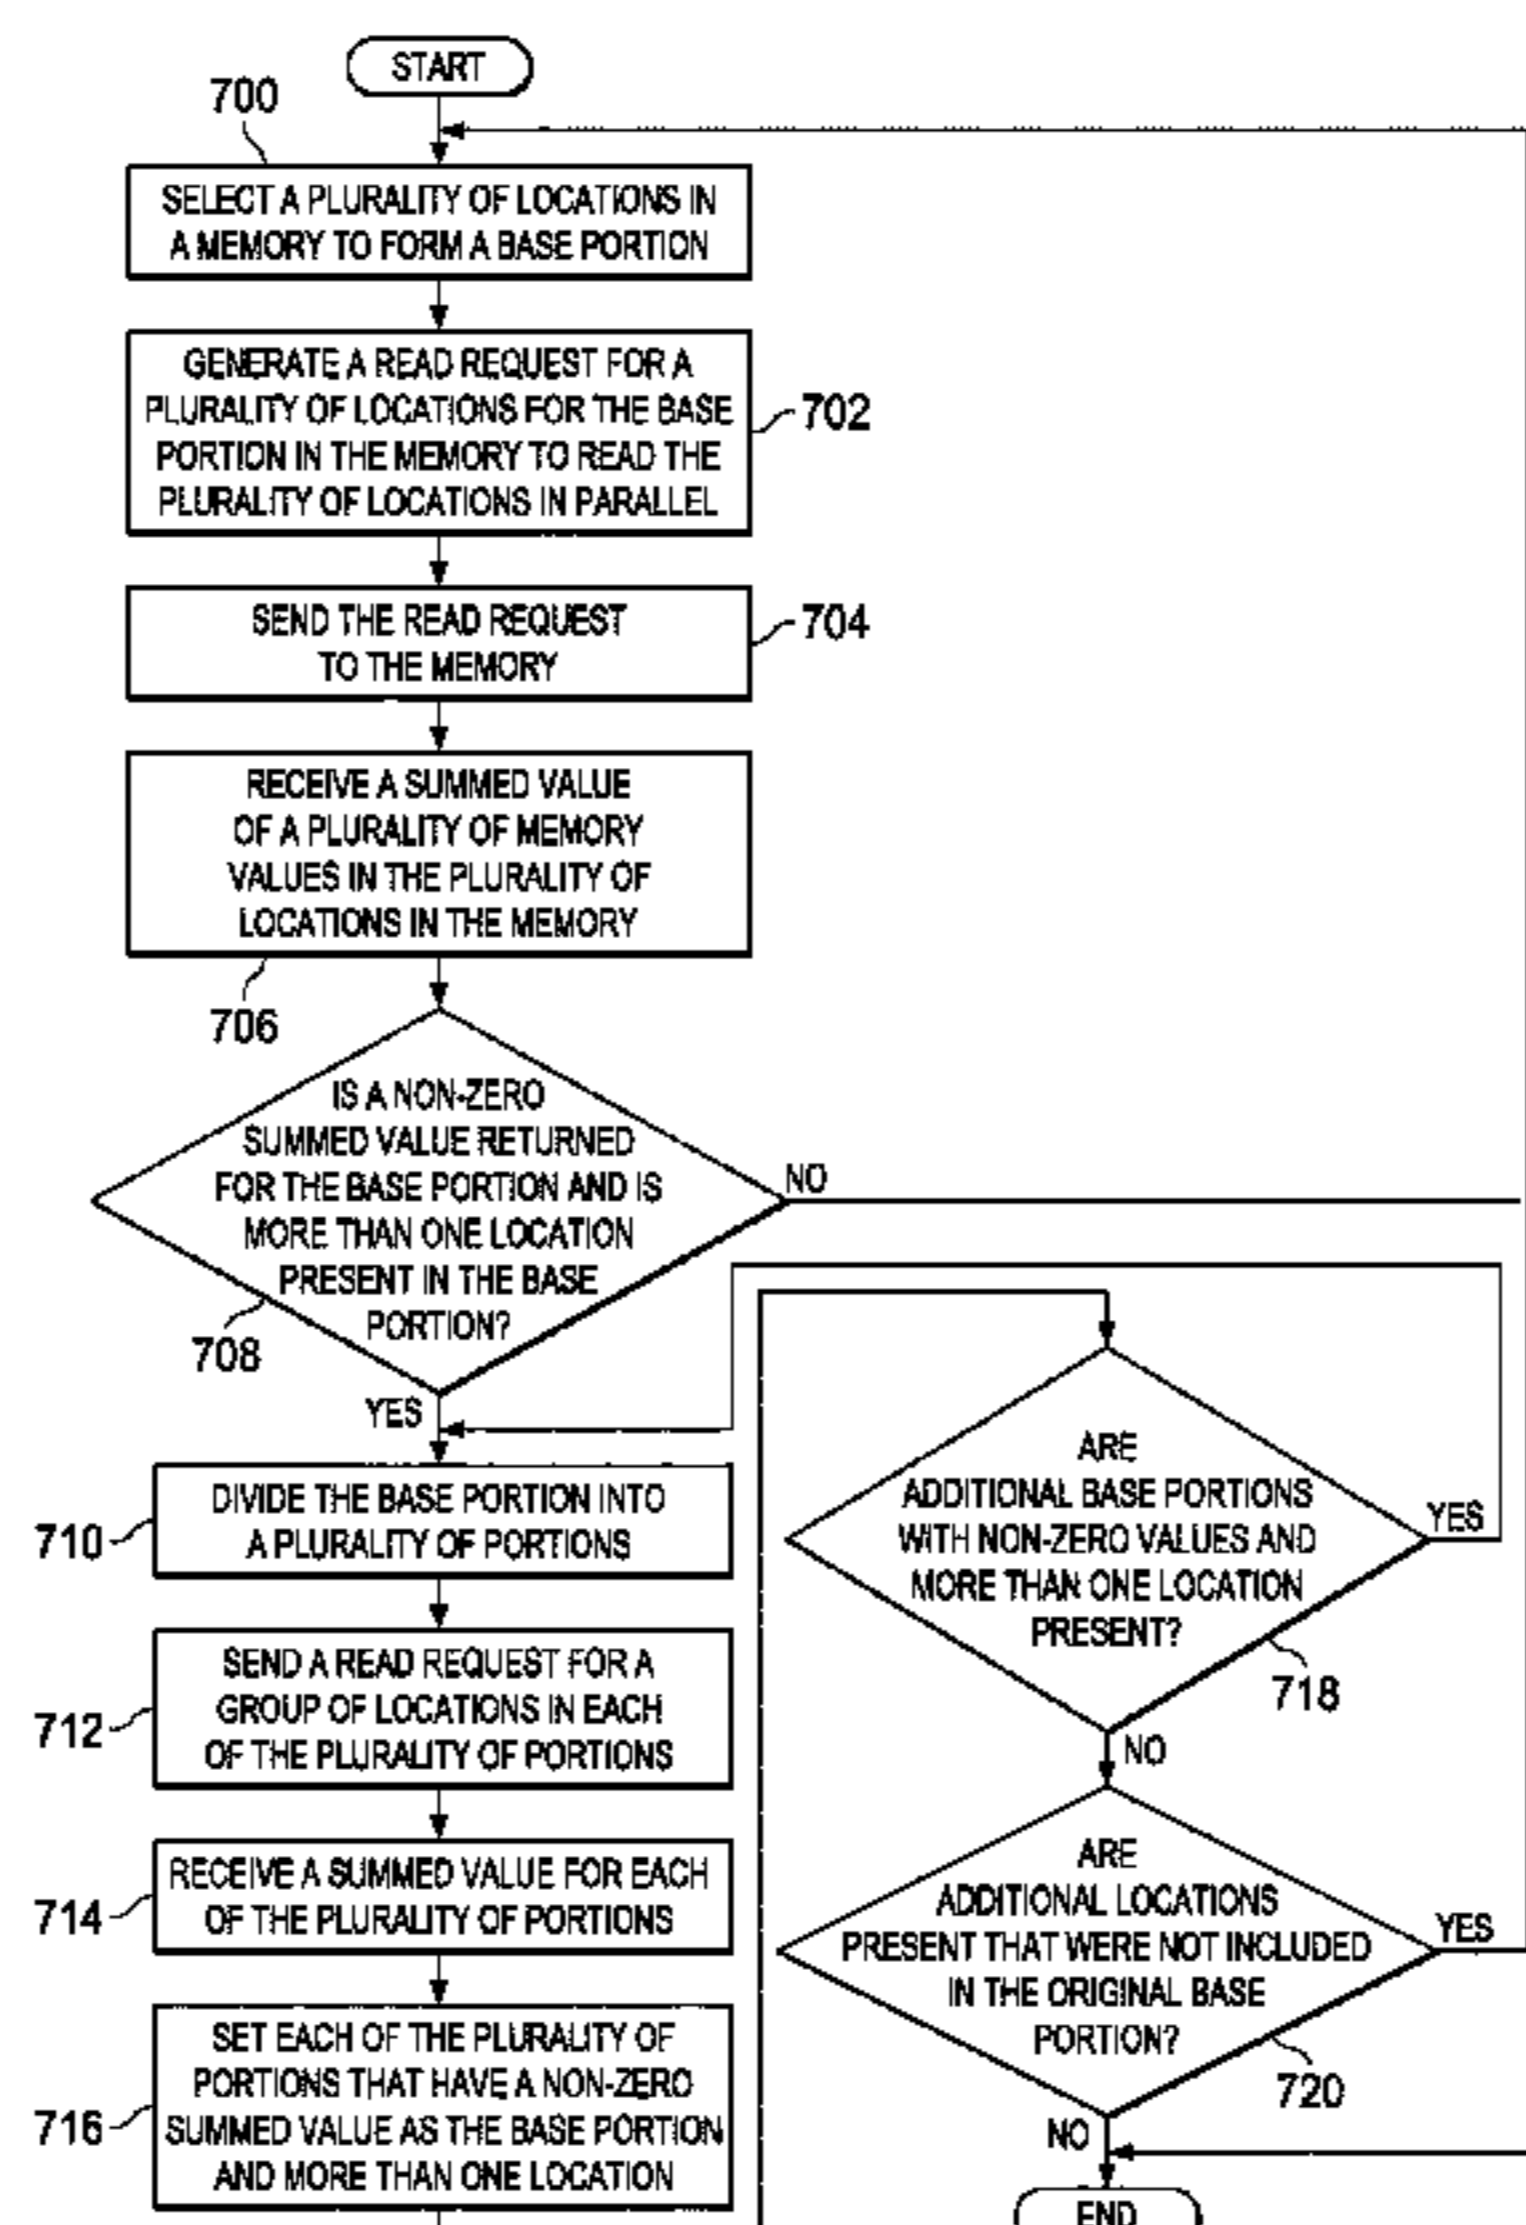 START
700
SELECT A PLURALITY OF LOCATIONS IN
A MEMORY TO FORM A BASE PORTION
GENERATE A READ REQUEST FOR A
PLURALITY OF LOCATIONS FOR THE BASE
PORTION IN THE MEMORY TO READ THE
PLURALITY OF LOCATIONS IN PARALLEL
702
SEND THE READ REQUEST
TO THE MEMORY
704
RECEIVE A SUMMED VALUE
OF A PLURALITY OF MEMORY
VALUES IN THE PLURALITY OF
LOCATIONS IN THE MEMORY
706
IS A NON-ZERO
SUMMED VALUE RETURNED
FOR THE BASE PORTION AND IS
MORE THAN ONE LOCATION
PRESENT IN THE BASE
PORTION?
NO
708
YES
DIVIDE THE BASE PORTION INTO
A PLURALITY OF PORTIONS
710
SEND A READ REQUEST FOR A
GROUP OF LOCATIONS IN EACH
OF THE PLURALITY OF PORTIONS
712
RECEIVE A SUMMED VALUE FOR EACH
OF THE PLURALITY OF PORTIONS
714
SET EACH OF THE PLURALITY OF
PORTIONS THAT HAVE A NON-ZERO
SUMMED VALUE AS THE BASE PORTION
AND MORE THAN ONE LOCATION
716
ARE
ADDITIONAL BASE PORTIONS
WITH NON-ZERO VALUES AND
MORE THAN ONE LOCATION
PRESENT?
YES
718
NO
ARE
ADDITIONAL LOCATIONS
PRESENT THAT WERE NOT INCLUDED
IN THE ORIGINAL BASE
PORTION?
YES
720
NO
END